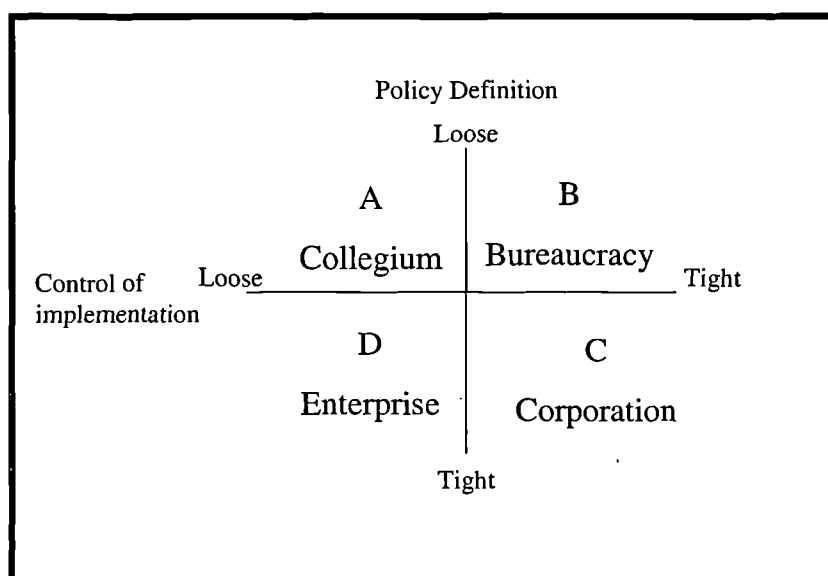 Policy Definition
Loose
A B
Collegium Bureaucracy
Control of Loose Tight
implementation
D C
Enterprise Corporation
Tight